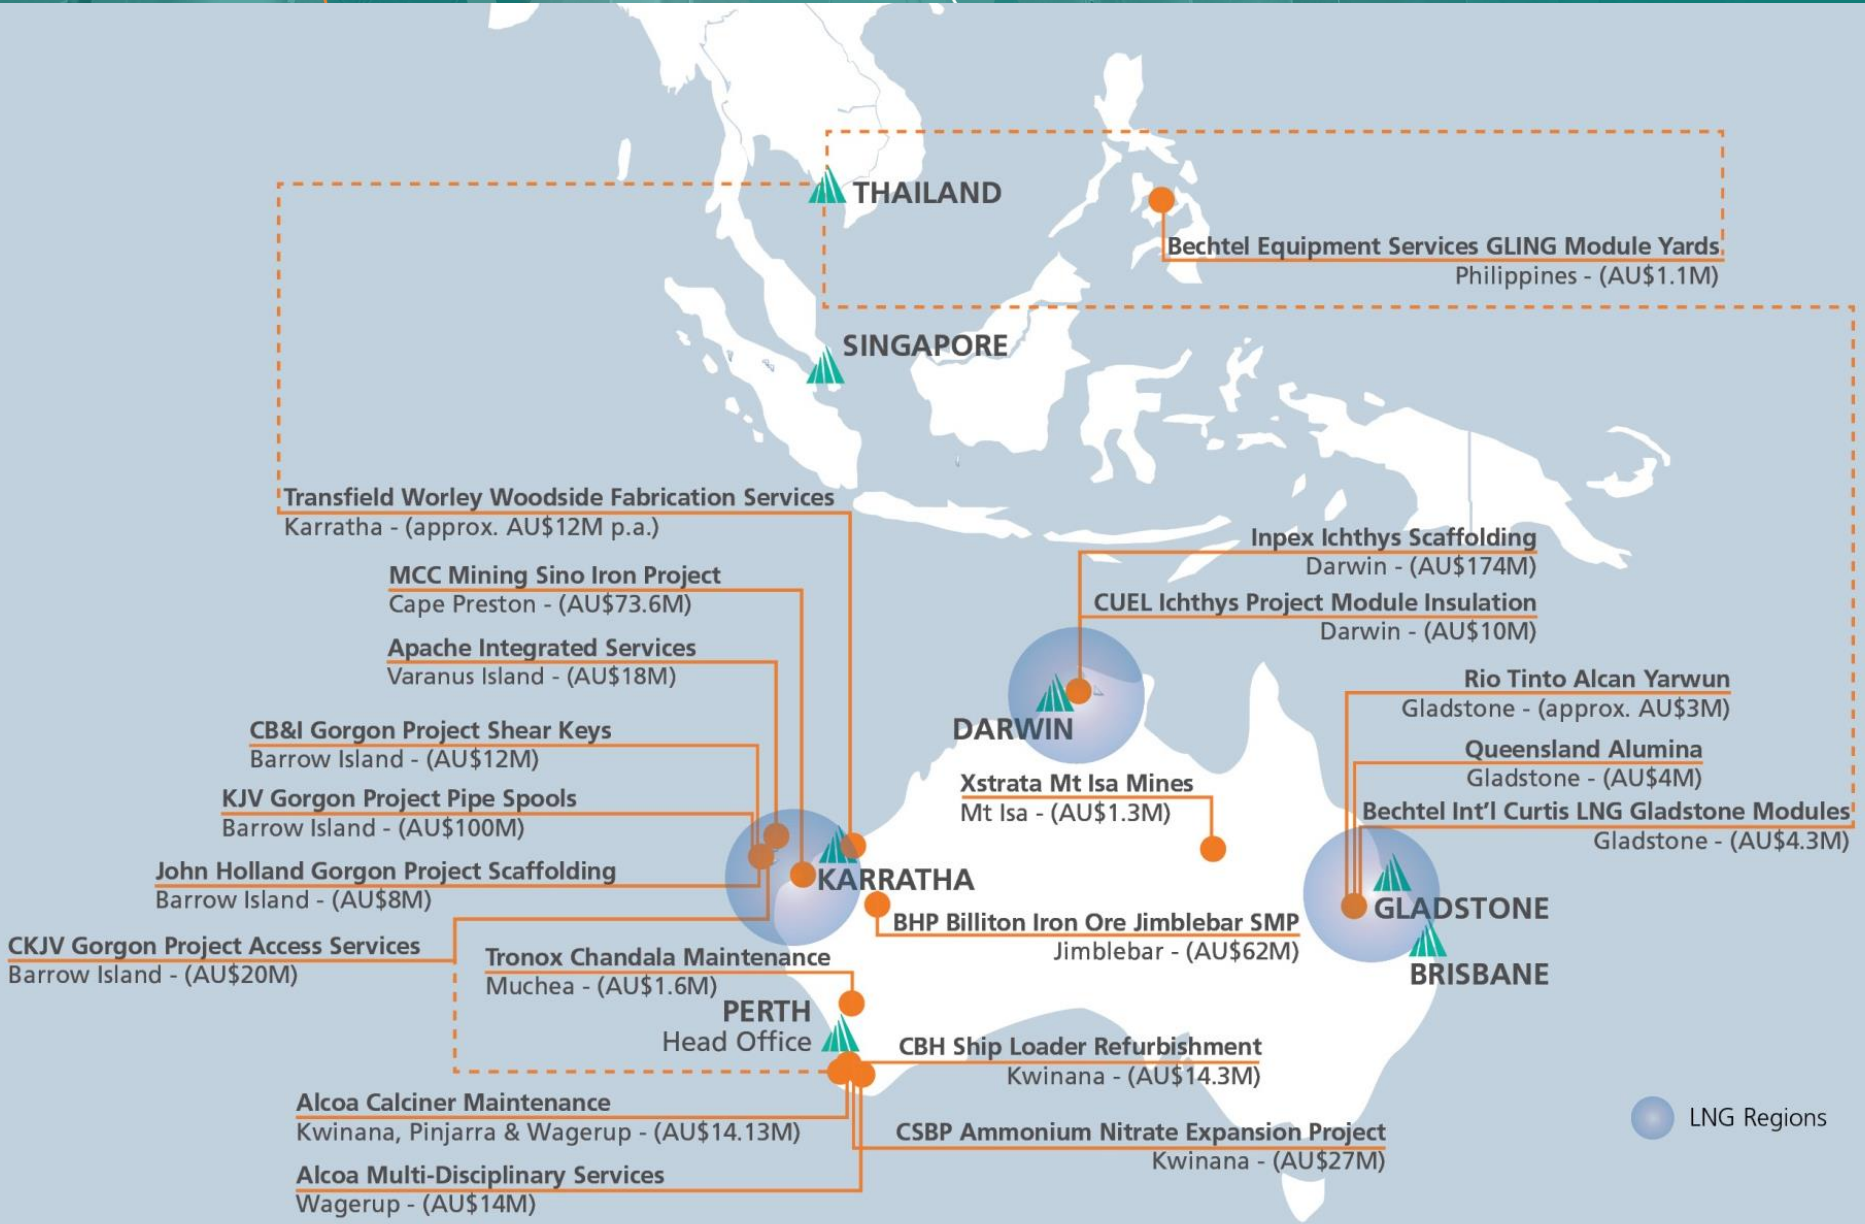 THAILAND
Bechtel Equipment Services GLING Module Yards
Philippines - (AU$1.1M)
SINGAPORE
Transfield Worley Woodside Fabrication Services
Karratha - (approx. AU$12M p.a.)
MCC Mining Sino Iron Project
Cape Preston - (AU$73.6M)
Apache Integrated Services
Varanus Island - (AU$18M)
CB&I Gorgon Project Shear Keys
Barrow Island - (AU$12M)
KJV Gorgon Project Pipe Spools
Barrow Island - (AU$100M)
John Holland Gorgon Project Scaffolding
Barrow Island - (AU$8M)
CKJV Gorgon Project Access Services
Barrow Island - (AU$20M)
Inpex Ichthys Scaffolding
Darwin - (AU$174M)
CUEL Ichthys Project Module Insulation
Darwin - (AU$10M)
DARWIN
Xstrata Mt Isa Mines
Mt Isa - (AU$1.3M)
Rio Tinto Alcan Yarwun
Gladstone - (approx. AU$3M)
Queensland Alumina
Gladstone - (AU$4M)
Bechtel Int'l Curtis LNG Gladstone Modules
Gladstone - (AU$4.3M)
KARRATHA
BHP Billiton Iron Ore Jimblebar SMP
Jimblebar - (AU$62M)
GLADSTONE
BRISBANE
Tronox Chandala Maintenance
Muchea - (AU$1.6M)
PERTH
Head Office
CBH Ship Loader Refurbishment
Kwinana - (AU$14.3M)
Alcoa Calciner Maintenance
Kwinana, Pinjarra & Wagerup - (AU$14.13M)
CSBP Ammonium Nitrate Expansion Project
Kwinana - (AU$27M)
Alcoa Multi-Disciplinary Services
Wagerup - (AU$14M)
LNG Regions